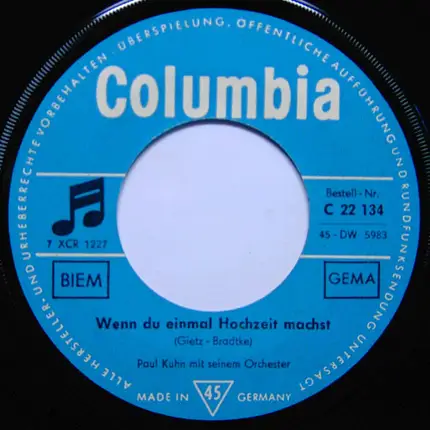 ALLE HERSTELLER- UND URHEBERRECHTE VORBEHALTEN · ÜBERSPIELUNG, ÖFFENTLICHE AUFFÜHRUNG UND RUNDFUNKSENDUNG UNTERSAGT
Columbia
7 XCR 1227
Bestell-Nr.
C 22 134
45-DW 5983
BIEM
GEMA
Wenn du einmal Hochzeit machst
(Gietz-Bradtke)
Paul Kuhn mit seinem Orchester
MADE IN 45 GERMANY